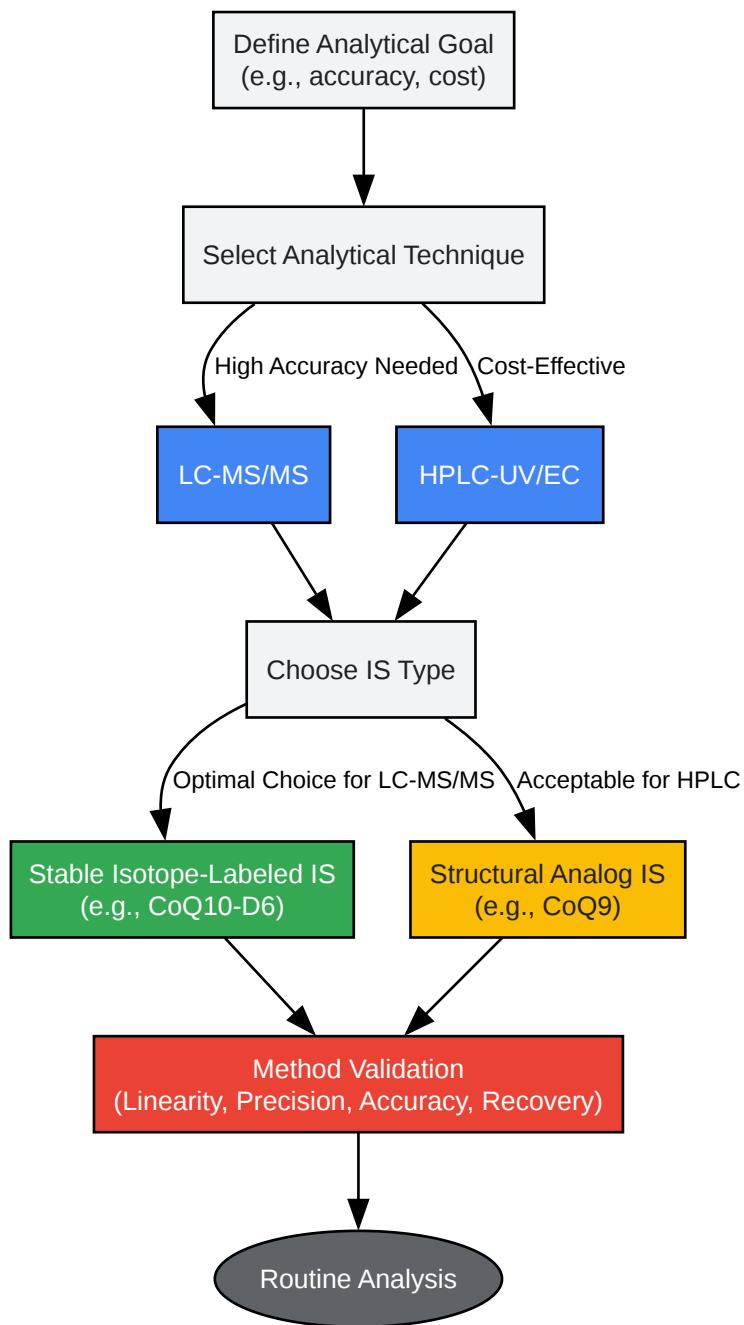 Define Analytical Goal
(e.g., accuracy, cost)
Select Analytical Technique
High Accuracy Needed
Cost-Effective
LC-MS/MS
HPLC-UV/EC
Choose IS Type
Optimal Choice for LC-MS/MS
Acceptable for HPLC
Stable Isotope-Labeled IS
(e.g., CoQ10-D6)
Structural Analog IS
(e.g., CoQ9)
Method Validation
(Linearity, Precision, Accuracy, Recovery)
Routine Analysis